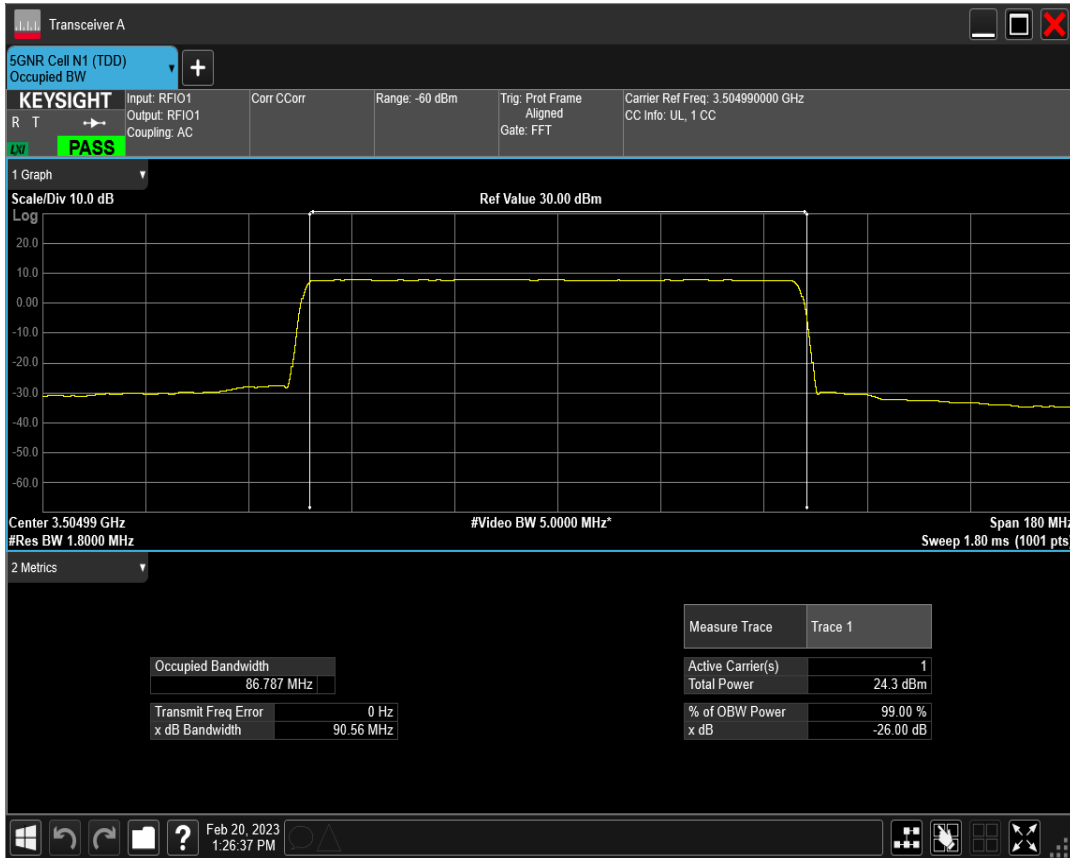 Transceiver A
5GNR Cell N1 (TDD)
Occupied BW
+
KEYSIGHT
R T
LXI
PASS
Input: RFIO1
Output: RFIO1
Coupling: AC
Corr CCorr
Range: -60 dBm
Trig: Prot Frame
Aligned
Gate: FFT
Carrier Ref Freq: 3.504990000 GHz
CC Info: UL, 1 CC
1 Graph
Scale/Div 10.0 dB
Ref Value 30.00 dBm
Log
20.0
10.0
0.00
-10.0
-20.0
-30.0
-40.0
-50.0
-60.0
Center 3.50499 GHz
#Video BW 5.0000 MHz*
Span 180 MHz
#Res BW 1.8000 MHz
Sweep 1.80 ms (1001 pts)
2 Metrics
Measure Trace Trace 1
Occupied Bandwidth
86.787 MHz
Active Carrier(s) 1
Total Power 24.3 dBm
Transmit Freq Error 0 Hz
x dB Bandwidth 90.56 MHz
% of OBW Power 99.00 %
x dB -26.00 dB
?
Feb 20, 2023
1:26:37 PM